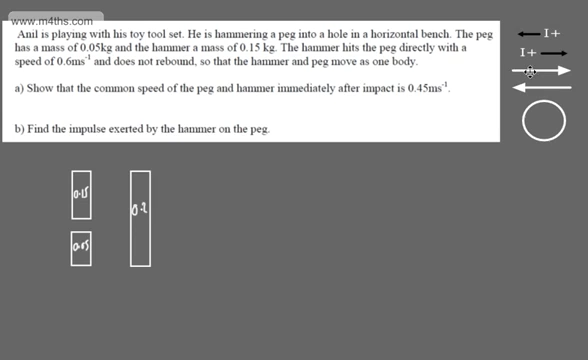 www.m4ths.com
Anil is playing with his toy tool set. He is hammering a peg into a hole in a horizontal bench. The peg
has a mass of 0.05kg and the hammer a mass of 0.15 kg. The hammer hits the peg directly with a
speed of 0.6ms⁻¹ and does not rebound, so that the hammer and peg move as one body.
a) Show that the common speed of the peg and hammer immediately after impact is 0.45ms⁻¹.
b) Find the impulse exerted by the hammer on the peg.
I+
I+
0.15
0.2
0.05